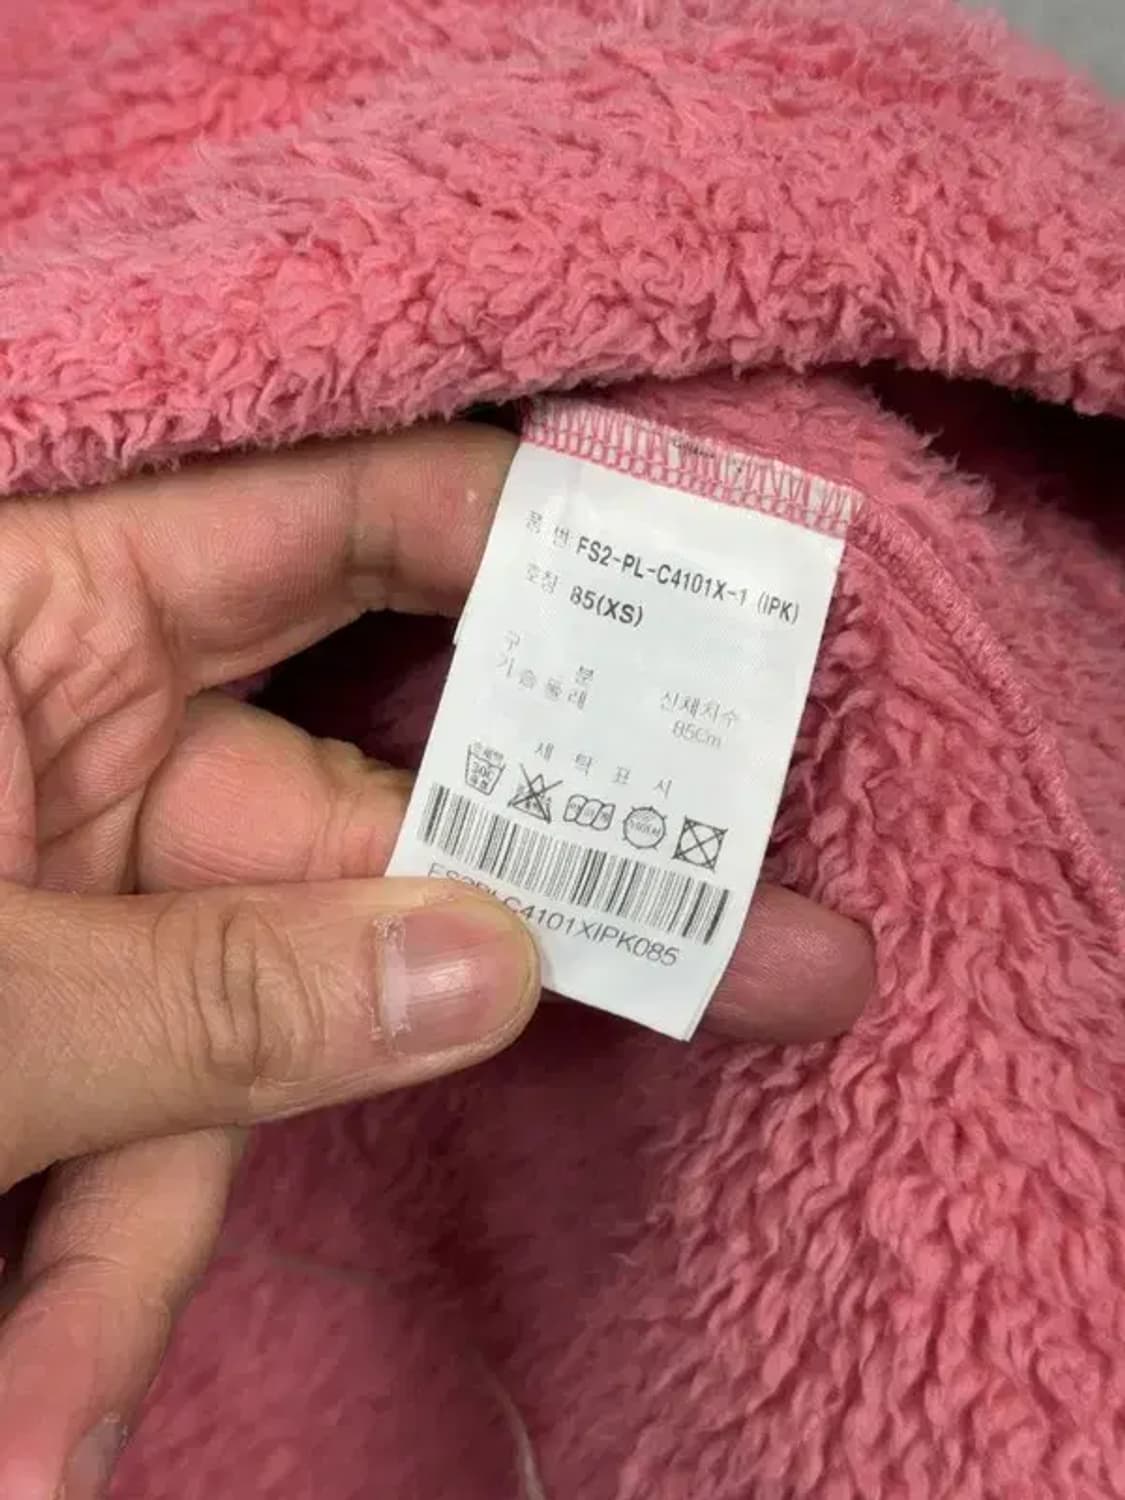 품 번 FS2-PL-C4101X-1 (IPK)
호칭 85(XS)
구 분 신체치수
가슴둘레 85Cm
세 탁 표 시
FS2PLC4101XIPK085